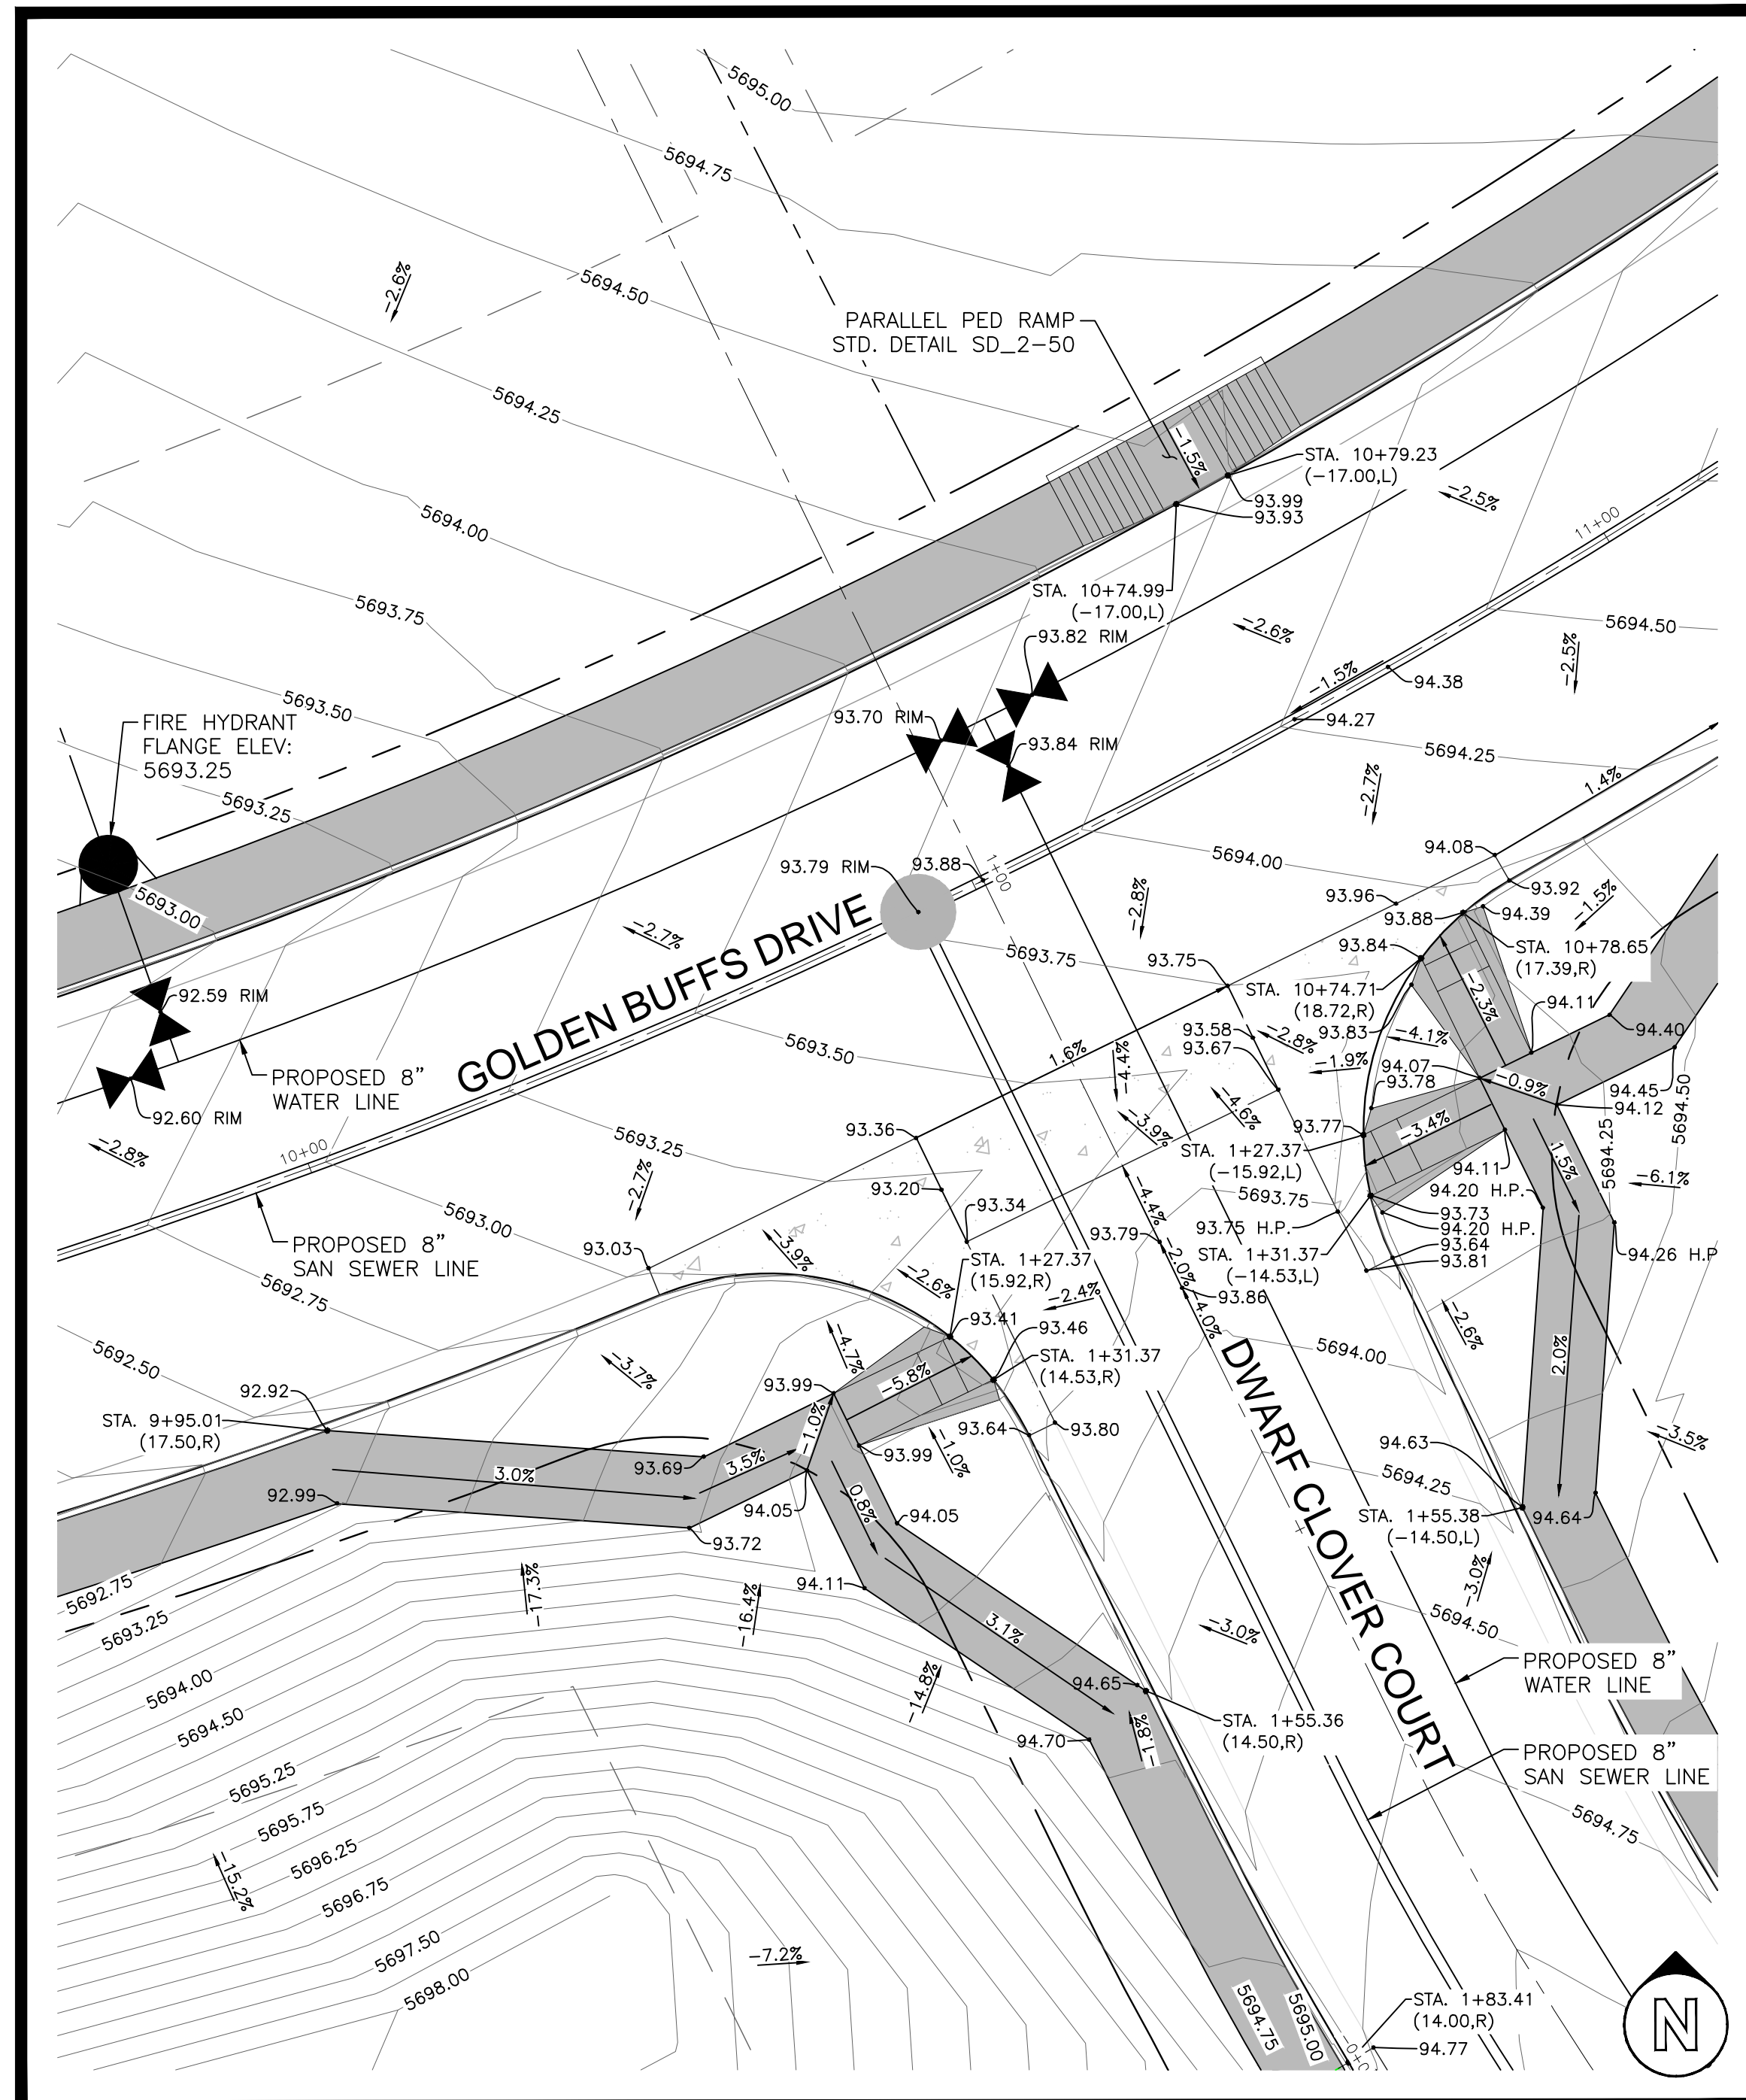 5695.00
5694.75
-2.6%
5694.50
PARALLEL PED RAMP
STD. DETAIL SD_2-50
5694.25
-1.5%
STA. 10+79.23
(-17.00,L)
-2.5%
93.99
93.93
5694.00
11+00
STA. 10+74.99
(-17.00,L)
5693.75
-2.6%
5694.50
93.82 RIM
-2.5%
-1.5%
94.38
5693.50
93.70 RIM
94.27
FIRE HYDRANT
FLANGE ELEV:
5693.25
93.84 RIM
5694.25
5693.25
-2.7%
1.4%
94.08
5694.00
93.79 RIM
93.88
1+00
93.96
93.92
-1.5%
5693.00
-2.8%
93.88
94.39
-2.7%
GOLDEN BUFFS DRIVE
5693.75
93.75
93.84
STA. 10+78.65
(17.39,R)
92.59 RIM
STA. 10+74.71
(18.72,R)
-2.3%
94.11
93.58
-2.8%
93.83
-4.1%
94.40
5693.50
1.6%
93.67
-4.4%
-1.9%
94.07
PROPOSED 8"
WATER LINE
93.78
-0.9%
94.45
94.12
92.60 RIM
-4.6%
-3.9%
93.77
-3.4%
5694.50
5694.25
-2.8%
10+00
5693.25
93.36
STA. 1+27.37
(-15.92,L)
94.11
1.5%
-2.7%
93.20
5693.75
94.20 H.P.
-6.1%
5693.00
93.34
-4.4%
93.73
94.20 H.P.
93.75 H.P.
93.79
PROPOSED 8"
SAN SEWER LINE
93.03
-3.9%
STA. 1+31.37
(-14.53,L)
93.64
93.81
94.26 H.P
-2.0%
STA. 1+27.37
(15.92,R)
-2.6%
5692.75
-2.4%
93.86
-4.0%
93.41
93.46
-2.6%
5692.50
-4.7%
STA. 1+31.37
(14.53,R)
5694.00
2.0%
-3.7%
92.92
93.99
-5.8%
DWARF CLOVER COURT
STA. 9+95.01
(17.50,R)
-1.0%
93.64
93.80
94.63
-3.5%
93.69
3.5%
93.99
-1.0%
3.0%
5694.25
92.99
94.05
0.8%
94.05
STA. 1+55.38
(-14.50,L)
94.64
93.72
94.11
5692.75
-17.3%
-16.4%
-3.0%
5693.25
3.1%
-3.0%
5694.50
5694.00
-14.8%
94.65
PROPOSED 8"
WATER LINE
5694.50
94.70
-1.8%
STA. 1+55.36
(14.50,R)
PROPOSED 8"
SAN SEWER LINE
5695.25
5695.75
5694.75
5696.25
-15.2%
5696.75
5697.50
-7.2%
5698.00
5694.75
5695.00
STA. 1+83.41
(14.00,R)
94.77
N